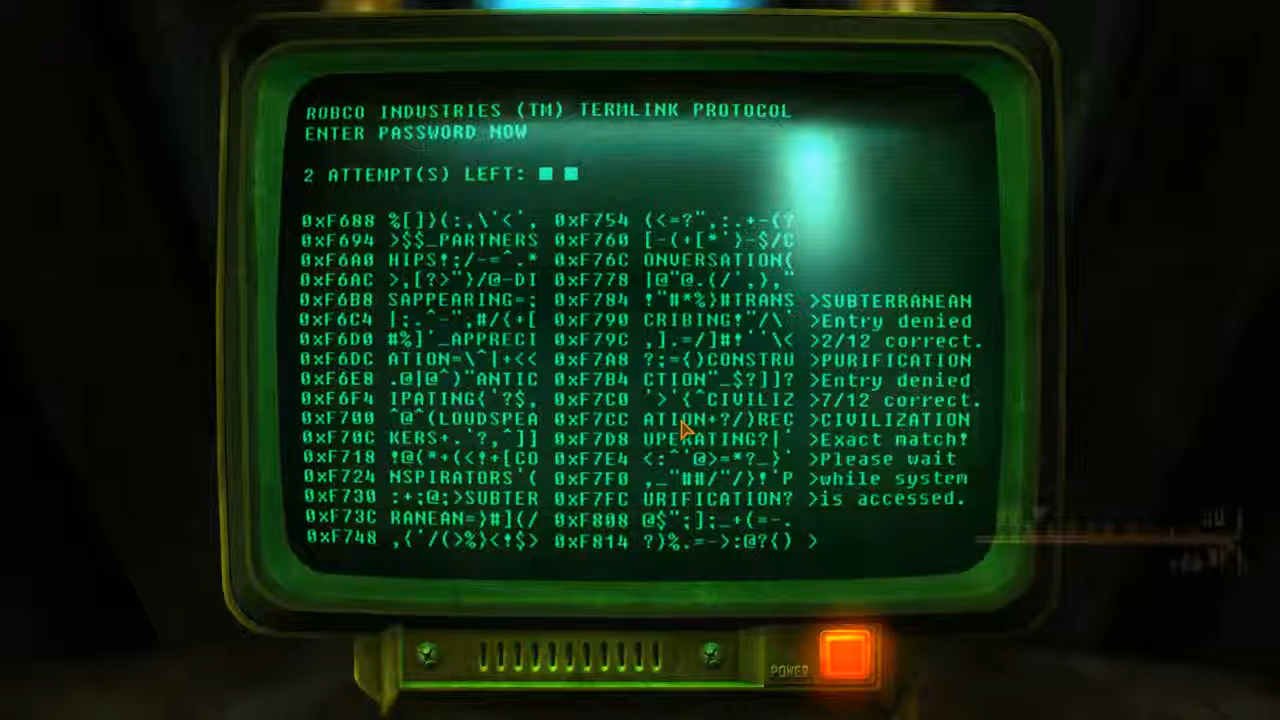 ROBCO INDUSTRIES (TM) TERMLINK PROTOCOL
ENTER PASSWORD NOW
2 ATTEMPT(S) LEFT: ■ ■
0xF688 %[]}(:,\'<',
0xF694 >$$_PARTNERS
0xF6A0 HIPS!;/-=^.*
0xF6AC >,[?>"}/@-DI
0xF6B8 SAPPEARING=;
0xF6C4 |;.^-",#/(+[
0xF6D0 #%]'_APPRECI
0xF6DC ATION=\^|+<<
0xF6E8 .@|@^)"ANTIC
0xF6F4 IPATING{'?$,
0xF700 ^@^(LOUDSPEA
0xF70C KERS+.'?,^]]
0xF718 !@(*+(<!+[CO
0xF724 NSPIRATORS'(
0xF730 :+;@;>SUBTER
0xF73C RANEAN=}#](/
0xF748 ,{'/(>%}<!$>
0xF754 (<=?",:.+-(?
0xF760 [-(+[*')-$/C
0xF76C ONVERSATION(
0xF778 |@"@.(/',},"
0xF784 !"#*%}#TRANS
0xF790 CRIBING!"/\'
0xF79C ,].=/]#!''\<
0xF7A8 ?;={)CONSTRU
0xF7B4 CTION"_$?]]?
0xF7C0 '>'{^CIVILIZ
0xF7CC ATION+?/)REC
0xF7D8 UPERATING?|'
0xF7E4 <:^'@>=*?_}'
0xF7F0 ,_"##/"/}!'P
0xF7FC URIFICATION?
0xF808 @$";];_+(=-.
0xF814 ?)%.=->:@?{)
>SUBTERRANEAN
>Entry denied
>2/12 correct.
>PURIFICATION
>Entry denied
>7/12 correct.
>CIVILIZATION
>Exact match!
>Please wait
>while system
>is accessed.
>
POWER